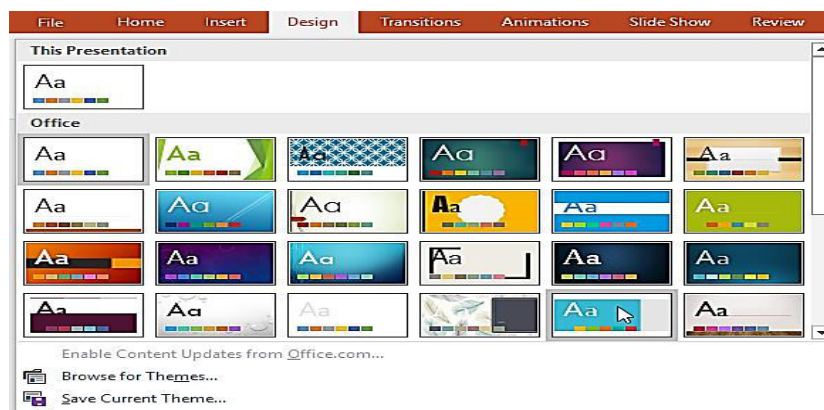 File Home Insert Design Transitions Animations Slide Show Review
This Presentation
Aa
Office
Aa Aa Aa Aa Aa Aa
Aa Aa Aa Aa Aa Aa
Aa Aa Aa Aa Aa Aa
Aa Aa Aa Aa Aa
Enable Content Updates from Office.com...
Browse for Themes...
Save Current Theme...